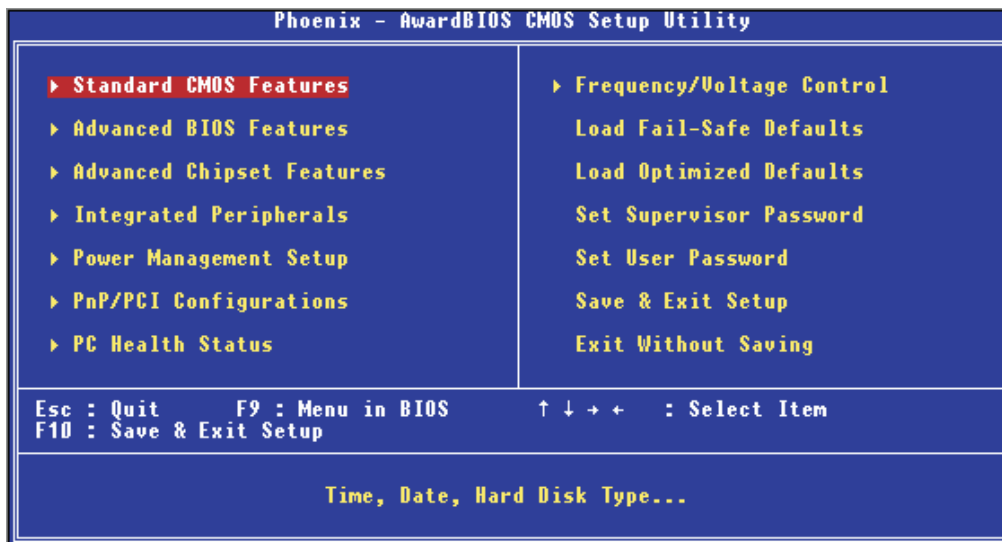 Phoenix - AwardBIOS CMOS Setup Utility
▸ Standard CMOS Features
▸ Advanced BIOS Features
▸ Advanced Chipset Features
▸ Integrated Peripherals
▸ Power Management Setup
▸ PnP/PCI Configurations
▸ PC Health Status
▸ Frequency/Voltage Control
Load Fail-Safe Defaults
Load Optimized Defaults
Set Supervisor Password
Set User Password
Save & Exit Setup
Exit Without Saving
Esc : Quit F9 : Menu in BIOS ↑ ↓ → ← : Select Item
F10 : Save & Exit Setup
Time, Date, Hard Disk Type...